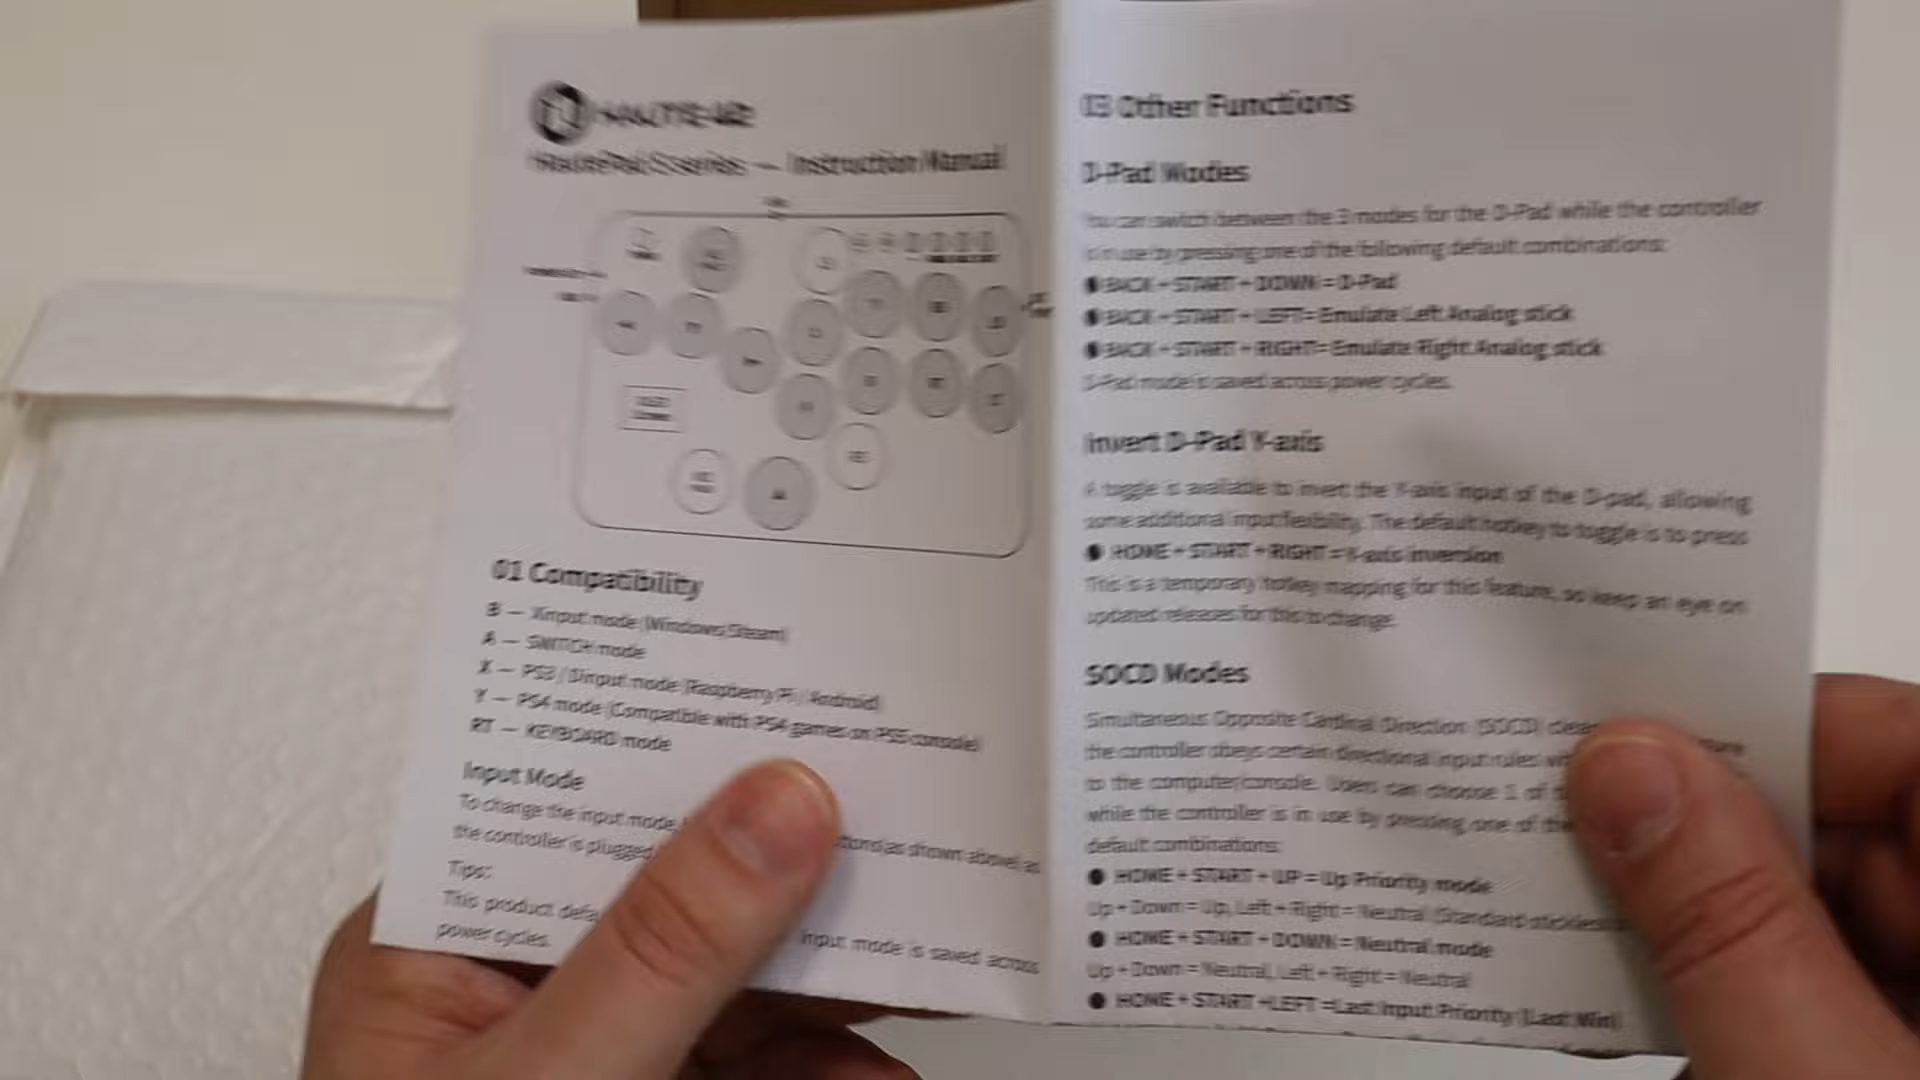 HAUTE42
HautePad S series — Instruction Manual
01 Compatibility
B — Xinput mode (Windows/Steam)
A — SWITCH mode
X — PS3 / Dinput mode (Raspberry Pi / Android)
Y — PS4 mode (Compatible with PS4 games on PS5 console)
RT — KEYBOARD mode
Input Mode
To change the input mode,
as shown above as
the controller is plugged
Tips:
This product
input mode is saved across
power cycles.
03 Other Functions
D-Pad Modes
You can switch between the 3 modes for the D-Pad while the controller
is in use by pressing one of the following default combinations:
● BACK + START + DOWN = D-Pad
● BACK + START + LEFT= Emulate Left Analog stick
● BACK + START + RIGHT= Emulate Right Analog stick
D-Pad mode is saved across power cycles.
Invert D-Pad Y-axis
A toggle is available to invert the Y-axis input of the D-pad, allowing
some additional input flexibility. The default hotkey to toggle is to press
● HOME + START + RIGHT = Y-axis inversion
This is a temporary hotkey mapping for this feature, so keep an eye on
updated releases for this to change.
SOCD Modes
Simultaneous Opposite Cardinal Direction (SOCD)
the controller obeys certain directional input rules
to the computer/console. Users can choose 1 of
while the controller is in use by pressing one of the
default combinations:
● HOME + START + UP = Up Priority mode
Up + Down = Up, Left + Right = Neutral (Standard
● HOME + START + DOWN = Neutral mode
Up + Down = Neutral, Left + Right = Neutral
● HOME + START +LEFT =Last Input Priority (Last Win)